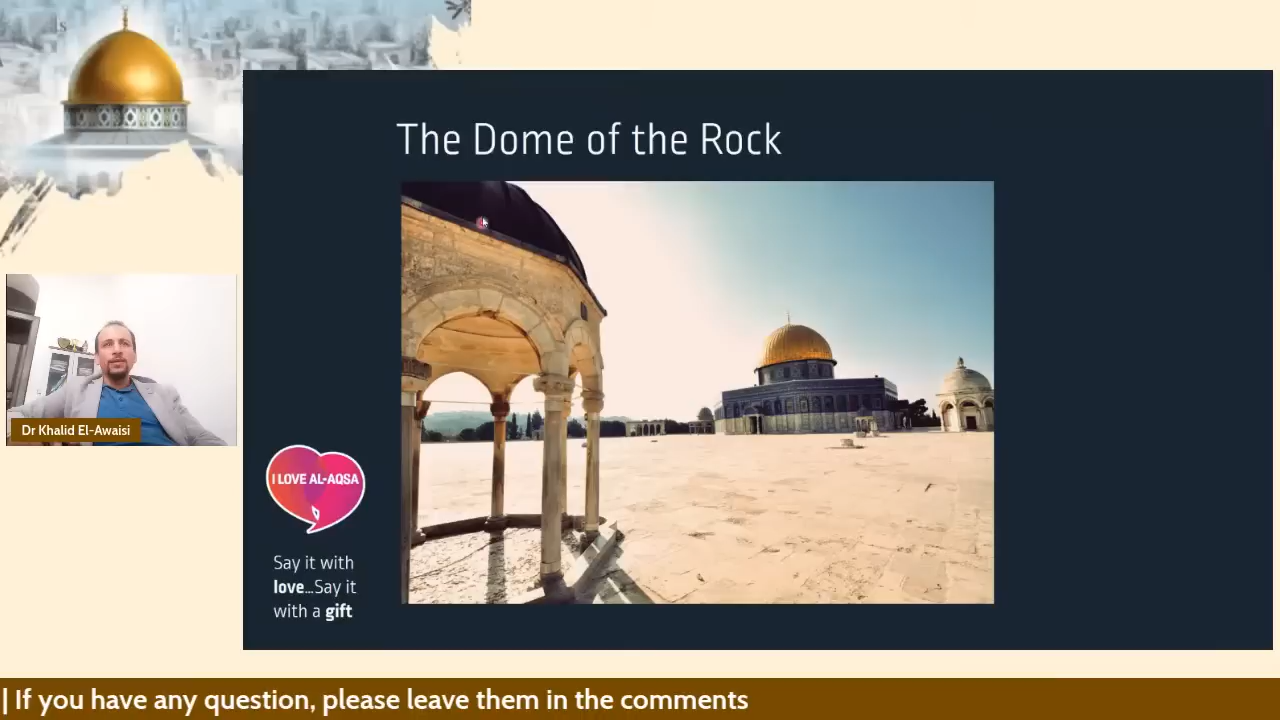 The Dome of the Rock
Dr Khalid El-Awaisi
I LOVE AL-AQSA
Say it with
love...Say it
with a gift
| If you have any question, please leave them in the comments